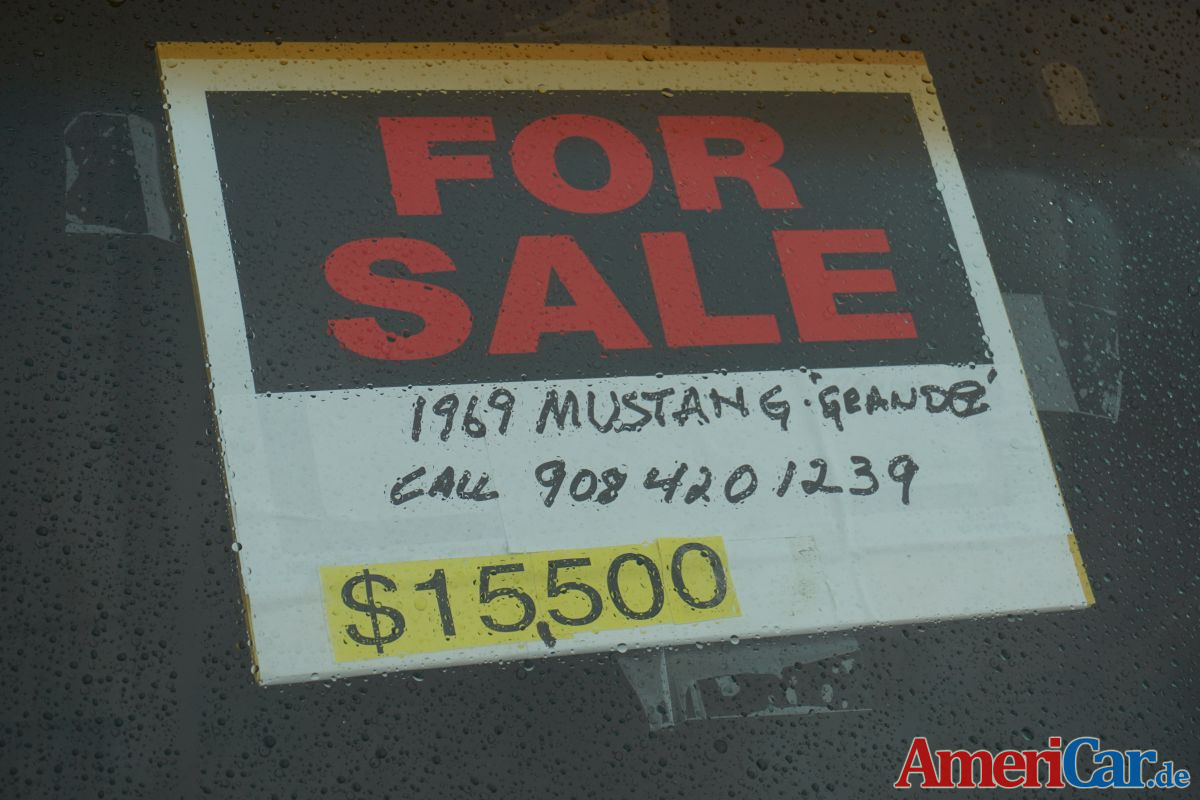 FOR
SALE
1969 MUSTANG "GRANDE"
CALL 908 420 1239
$15,500
AmeriCar.de